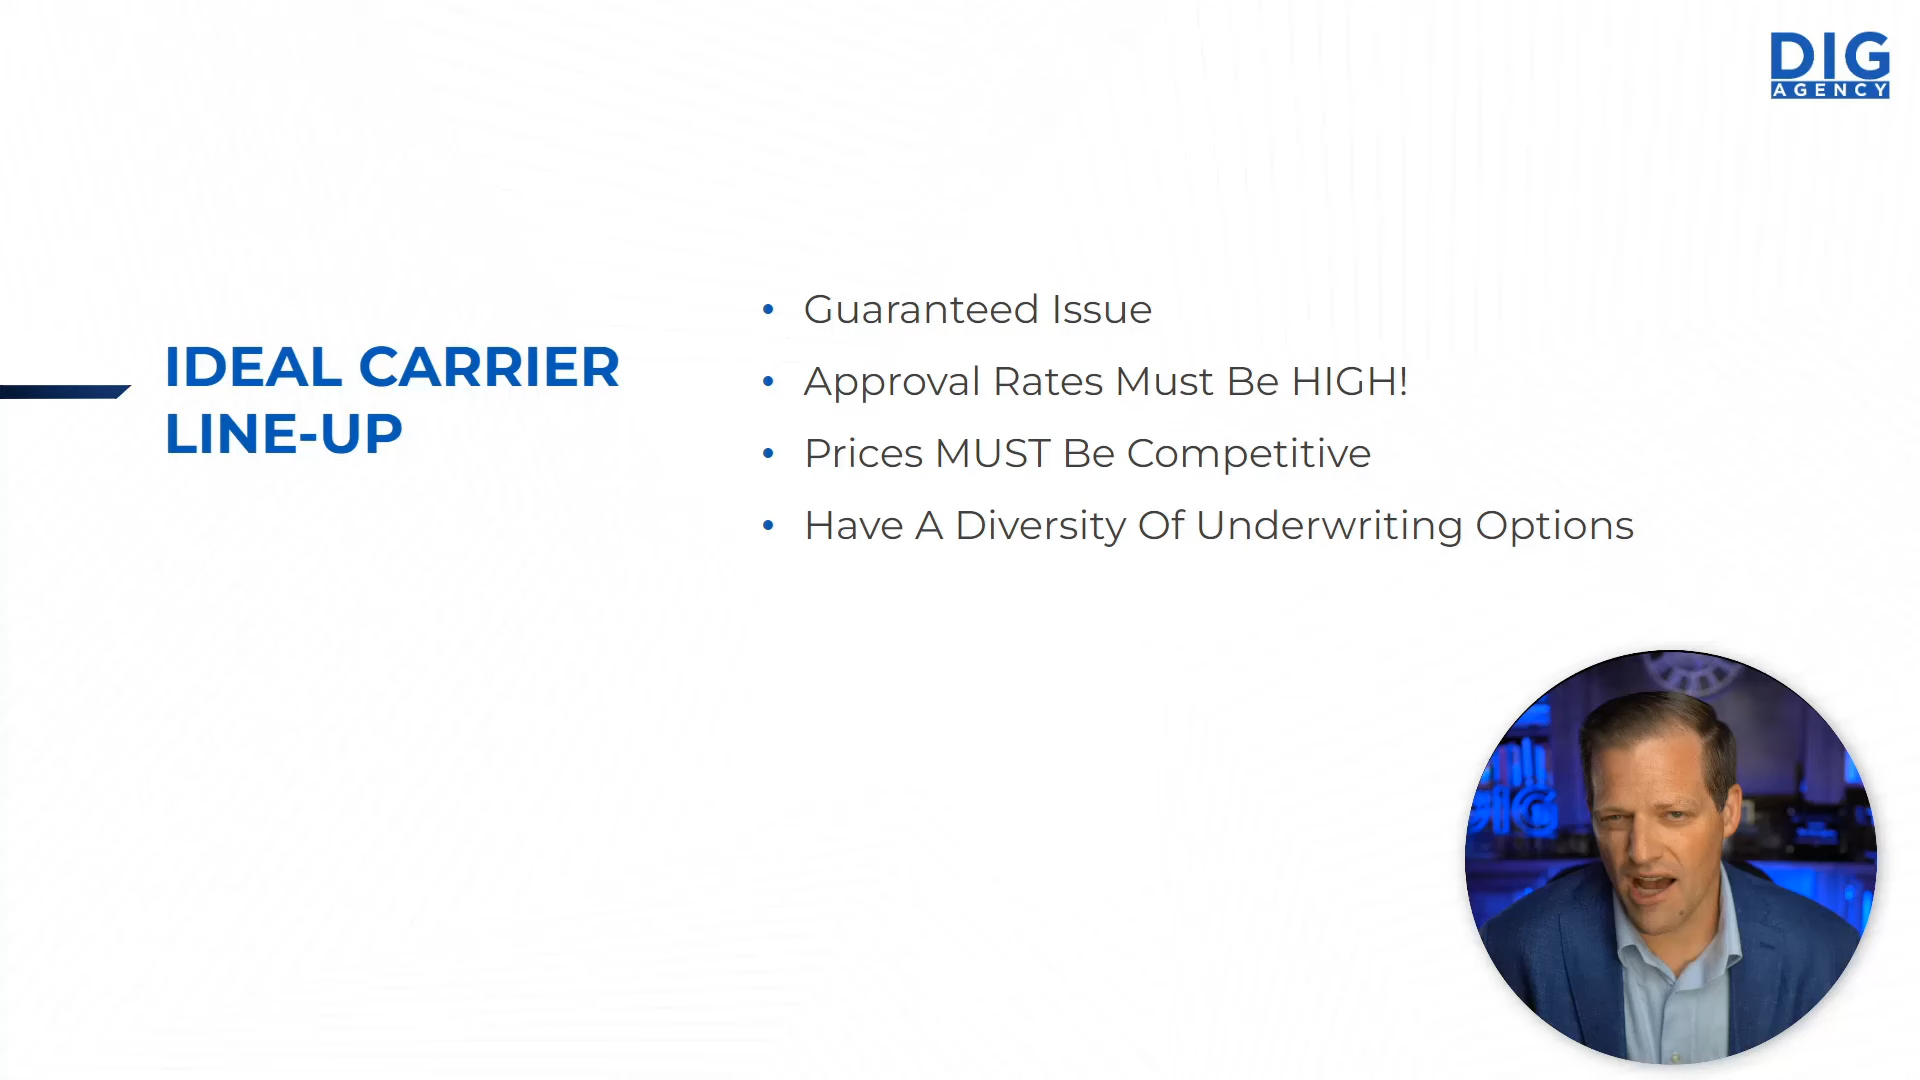 DIG
AGENCY
IDEAL CARRIER
LINE-UP
• Guaranteed Issue
• Approval Rates Must Be HIGH!
• Prices MUST Be Competitive
• Have A Diversity Of Underwriting Options
DIG